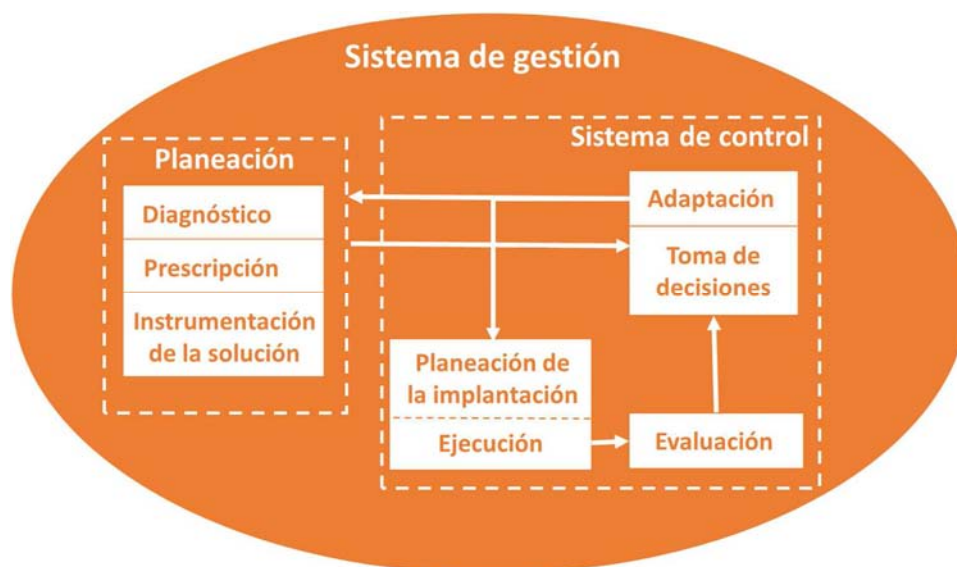 Sistema de gestión
Planeación
Diagnóstico
Prescripción
Instrumentación
de la solución
Sistema de control
Adaptación
Toma de
decisiones
Planeación de
la implantación
Ejecución
Evaluación